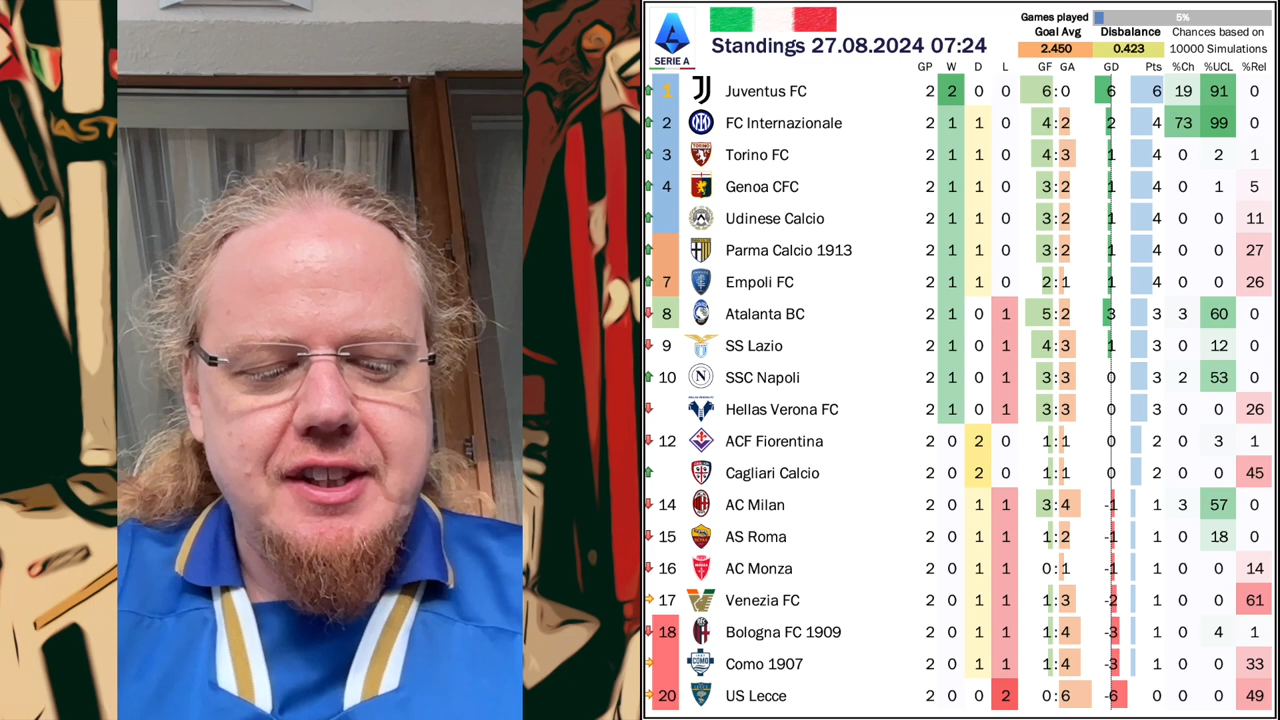 SERIE A
Standings 27.08.2024 07:24
Games played 5%
Goal Avg Disbalance Chances based on
2.450 0.423 10000 Simulations
GP W D L GF GA GD Pts %Ch %UCL %Rel
1 Juventus FC 2 2 0 0 6:0 6 6 19 91 0
2 FC Internazionale 2 1 1 0 4:2 2 4 73 99 0
3 Torino FC 2 1 1 0 4:3 1 4 0 2 1
4 Genoa CFC 2 1 1 0 3:2 1 4 0 1 5
Udinese Calcio 2 1 1 0 3:2 1 4 0 0 11
Parma Calcio 1913 2 1 1 0 3:2 1 4 0 0 27
7 Empoli FC 2 1 1 0 2:1 1 4 0 0 26
8 Atalanta BC 2 1 0 1 5:2 3 3 3 60 0
9 SS Lazio 2 1 0 1 4:3 1 3 0 12 0
10 SSC Napoli 2 1 0 1 3:3 0 3 2 53 0
Hellas Verona FC 2 1 0 1 3:3 0 3 0 0 26
12 ACF Fiorentina 2 0 2 0 1:1 0 2 0 3 1
Cagliari Calcio 2 0 2 0 1:1 0 2 0 0 45
14 AC Milan 2 0 1 1 3:4 -1 1 3 57 0
15 AS Roma 2 0 1 1 1:2 -1 1 0 18 0
16 AC Monza 2 0 1 1 0:1 -1 1 0 0 14
17 Venezia FC 2 0 1 1 1:3 -2 1 0 0 61
18 Bologna FC 1909 2 0 1 1 1:4 -3 1 0 4 1
Como 1907 2 0 1 1 1:4 -3 1 0 0 33
20 US Lecce 2 0 0 2 0:6 -6 0 0 0 49